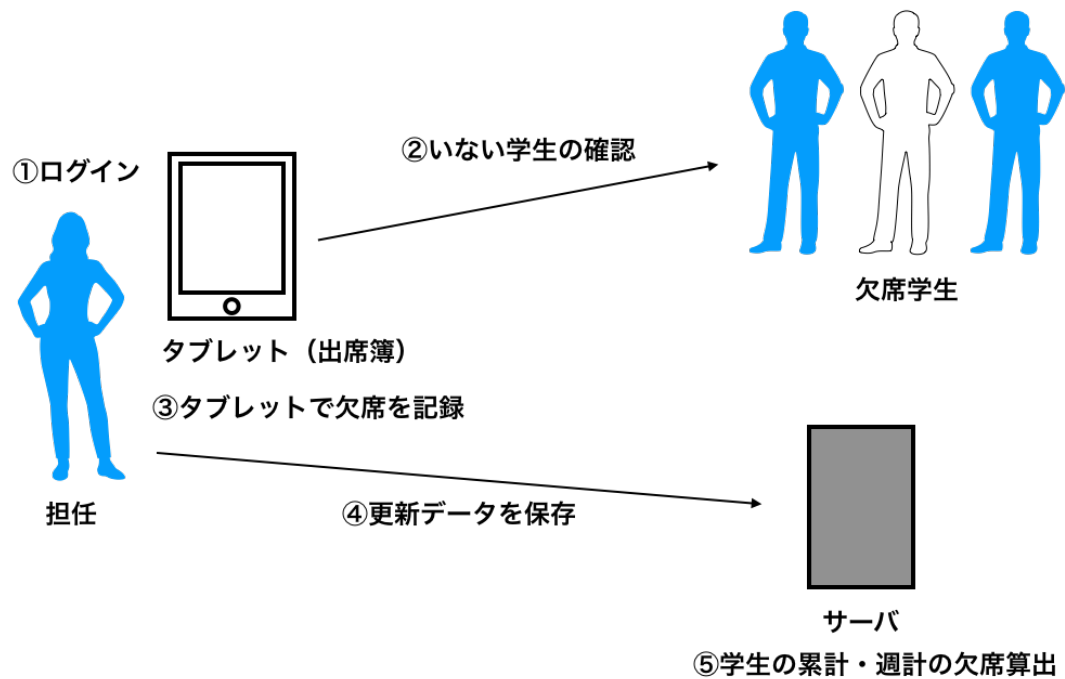 ①ログイン
②いない学生の確認
欠席学生
タブレット（出席簿）
③タブレットで欠席を記録
担任
④更新データを保存
サーバ
⑤学生の累計・週計の欠席算出